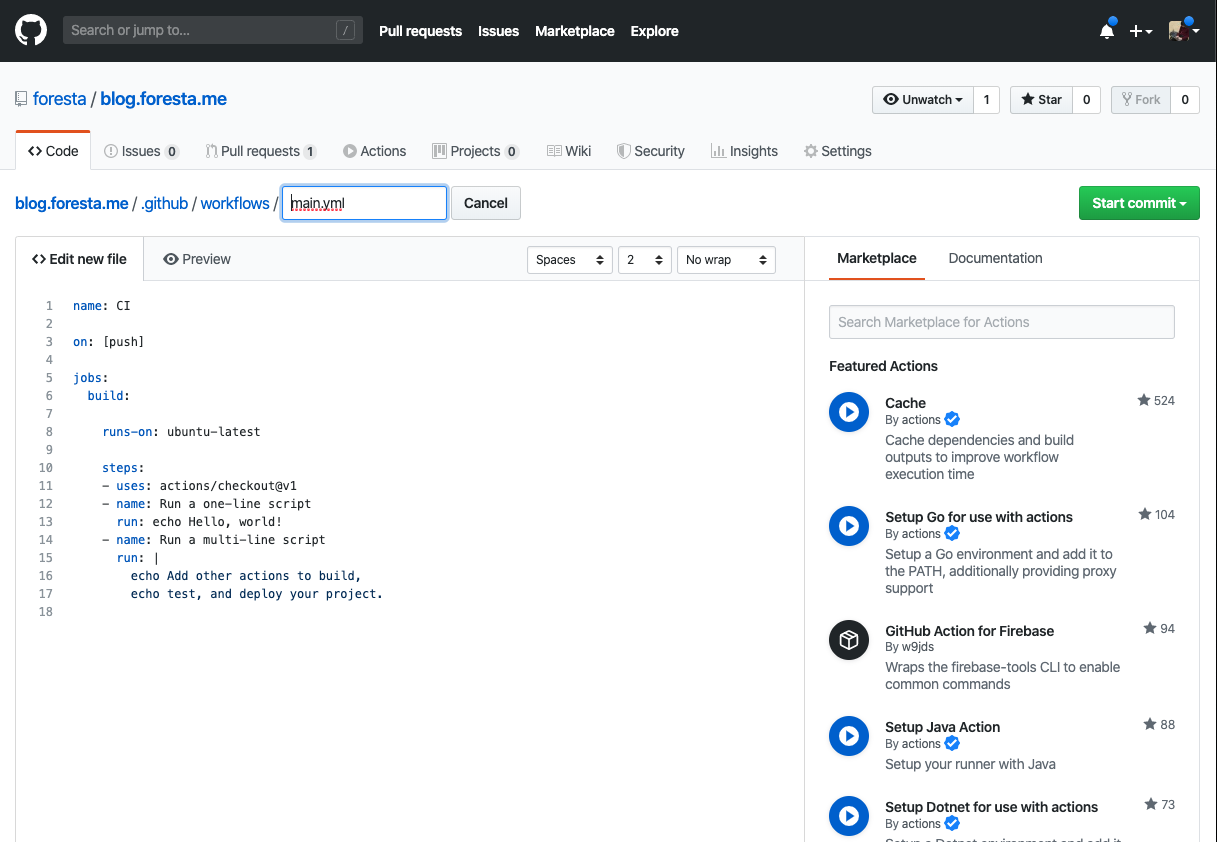 Search or jump to... /
Pull requests Issues Marketplace Explore
foresta / blog.foresta.me
Unwatch 1 Star 0 Fork 0
Code Issues 0 Pull requests 1 Actions Projects 0 Wiki Security Insights Settings
blog.foresta.me / .github / workflows / main.yml Cancel Start commit
<> Edit new file Preview Spaces 2 No wrap
1 name: CI
2
3 on: [push]
4
5 jobs:
6 build:
7
8 runs-on: ubuntu-latest
9
10 steps:
11 - uses: actions/checkout@v1
12 - name: Run a one-line script
13 run: echo Hello, world!
14 - name: Run a multi-line script
15 run: |
16 echo Add other actions to build,
17 echo test, and deploy your project.
18
Marketplace Documentation
Search Marketplace for Actions
Featured Actions
Cache 524
By actions
Cache dependencies and build
outputs to improve workflow
execution time
Setup Go for use with actions 104
By actions
Setup a Go environment and add it to
the PATH, additionally providing proxy
support
GitHub Action for Firebase 94
By w9jds
Wraps the firebase-tools CLI to enable
common commands
Setup Java Action 88
By actions
Setup your runner with Java
Setup Dotnet for use with actions 73
By actions